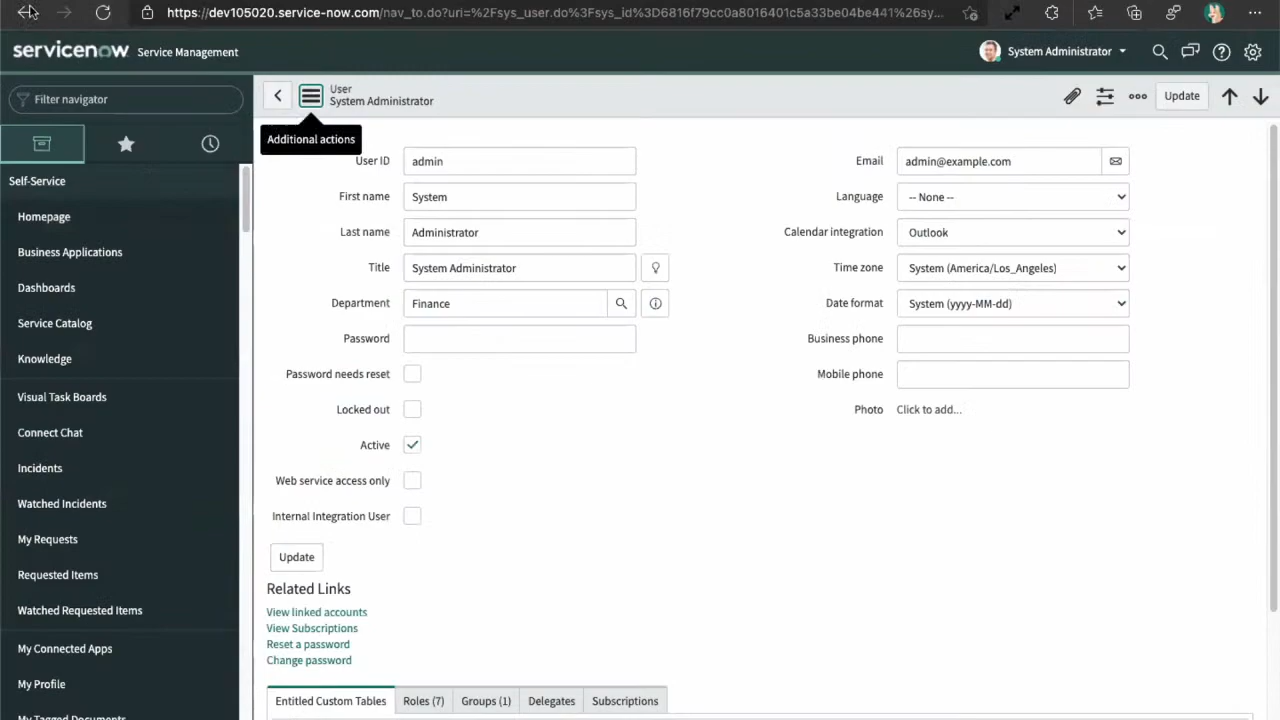 https://dev105020.service-now.com/nav_to.do?uri=%2Fsys_user.do%3Fsys_id%3D6816f79cc0a8016401c5a33be04be441%26sy...
servicenow Service Management
System Administrator
Filter navigator
User
System Administrator
Update
Additional actions
Self-Service
Homepage
Business Applications
Dashboards
Service Catalog
Knowledge
Visual Task Boards
Connect Chat
Incidents
Watched Incidents
My Requests
Requested Items
Watched Requested Items
My Connected Apps
My Profile
My Tagged Documents
User ID admin
First name System
Last name Administrator
Title System Administrator
Department Finance
Password
Password needs reset
Locked out
Active
Web service access only
Internal Integration User
Email admin@example.com
Language -- None --
Calendar integration Outlook
Time zone System (America/Los_Angeles)
Date format System (yyyy-MM-dd)
Business phone
Mobile phone
Photo Click to add...
Update
Related Links
View linked accounts
View Subscriptions
Reset a password
Change password
Entitled Custom Tables Roles (7) Groups (1) Delegates Subscriptions